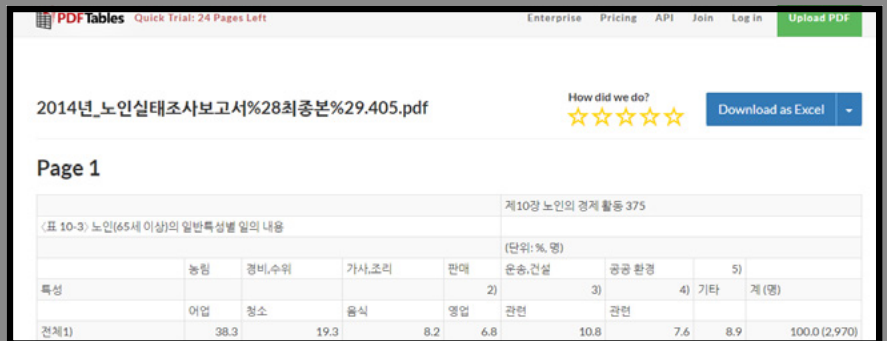 PDFTables Quick Trial: 24 Pages Left Enterprise Pricing API Join Log in Upload PDF
How did we do?
2014년_노인실태조사보고서%28최종본%29.405.pdf Download as Excel
Page 1
제10장 노인의 경제 활동 375
〈표 10-3〉 노인(65세 이상)의 일반특성별 일의 내용
(단위: %, 명)
농림 경비,수위 가사,조리 판매 운송,건설 공공 환경 5)
특성 2) 3) 4) 기타 계 (명)
어업 청소 음식 영업 관련 관련
전체1) 38.3 19.3 8.2 6.8 10.8 7.6 8.9 100.0 (2,970)